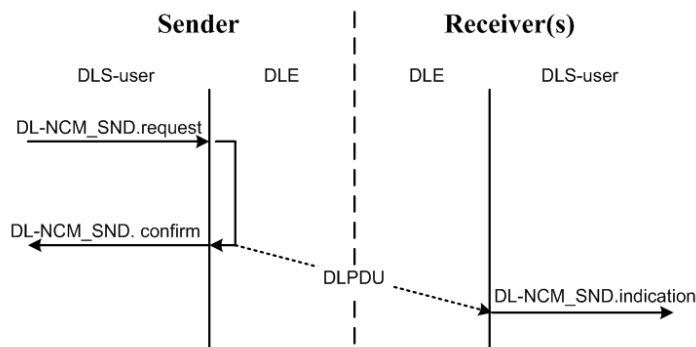 Sender Receiver(s)
DLS-user DLE DLE DLS-user
DL-NCM_SND.request
DL-NCM_SND. confirm
DLPDU
DL-NCM_SND.indication